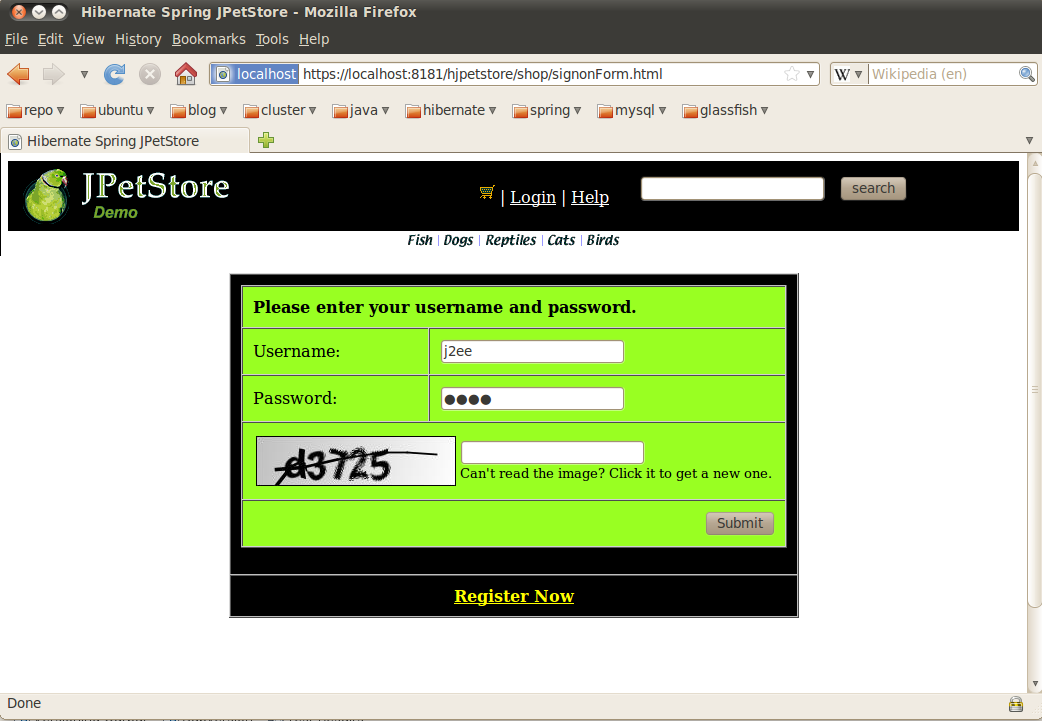 Hibernate Spring JPetStore - Mozilla Firefox
File Edit View History Bookmarks Tools Help
localhost https://localhost:8181/hjpetstore/shop/signonForm.html W Wikipedia (en)
repo ubuntu blog cluster java hibernate spring mysql glassfish
Hibernate Spring JPetStore
JPetStore
Demo
| Login | Help search
Fish | Dogs | Reptiles | Cats | Birds
Please enter your username and password.
Username: j2ee
Password: ●●●●
d3725
Can't read the image? Click it to get a new one.
Submit
Register Now
Done